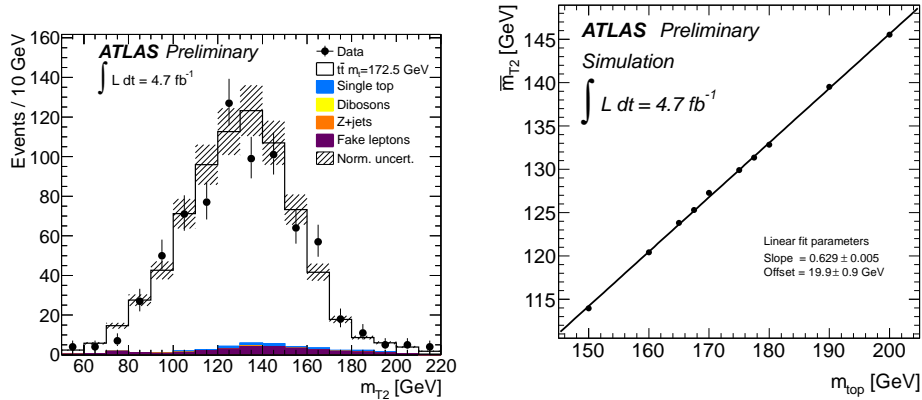 ATLAS Preliminary
∫ L dt = 4.7 fb⁻¹
Data
tt̄ mₜ=172.5 GeV
Single top
Dibosons
Z+jets
Fake leptons
Norm. uncert.
Events / 10 GeV
160
140
120
100
80
60
40
20
0
60 80 100 120 140 160 180 200 220
m_T2 [GeV]
ATLAS Preliminary
Simulation
∫ L dt = 4.7 fb⁻¹
m̅_T2 [GeV]
145
140
135
130
125
120
115
Linear fit parameters
Slope = 0.629 ± 0.005
Offset = 19.9 ± 0.9 GeV
150 160 170 180 190 200
m_top [GeV]